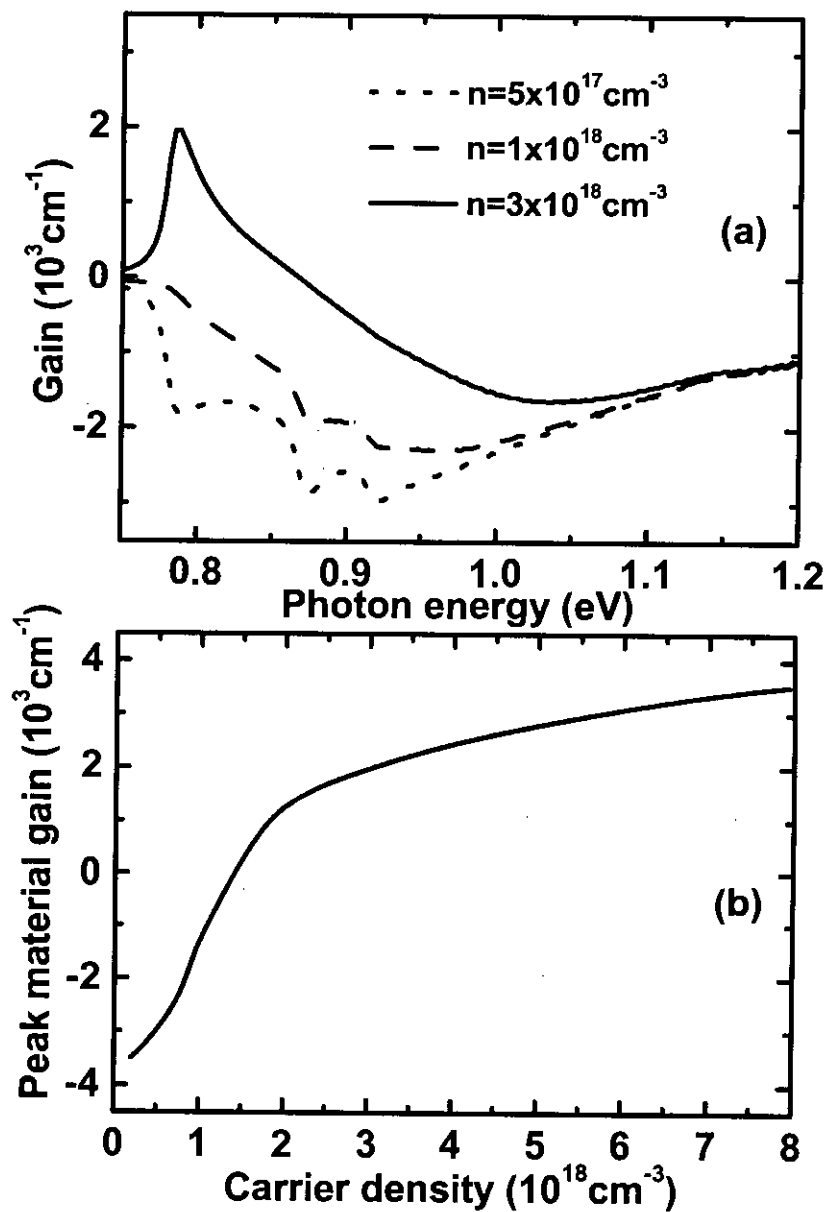 n=5x10^17cm^-3
n=1x10^18cm^-3
n=3x10^18cm^-3
(a)
2
0
-2
Gain (10^3cm^-1)
0.8 0.9 1.0 1.1 1.2
Photon energy (eV)
4
2
0
-2
-4
Peak material gain (10^3cm^-1)
(b)
0 1 2 3 4 5 6 7 8
Carrier density (10^18cm^-3)